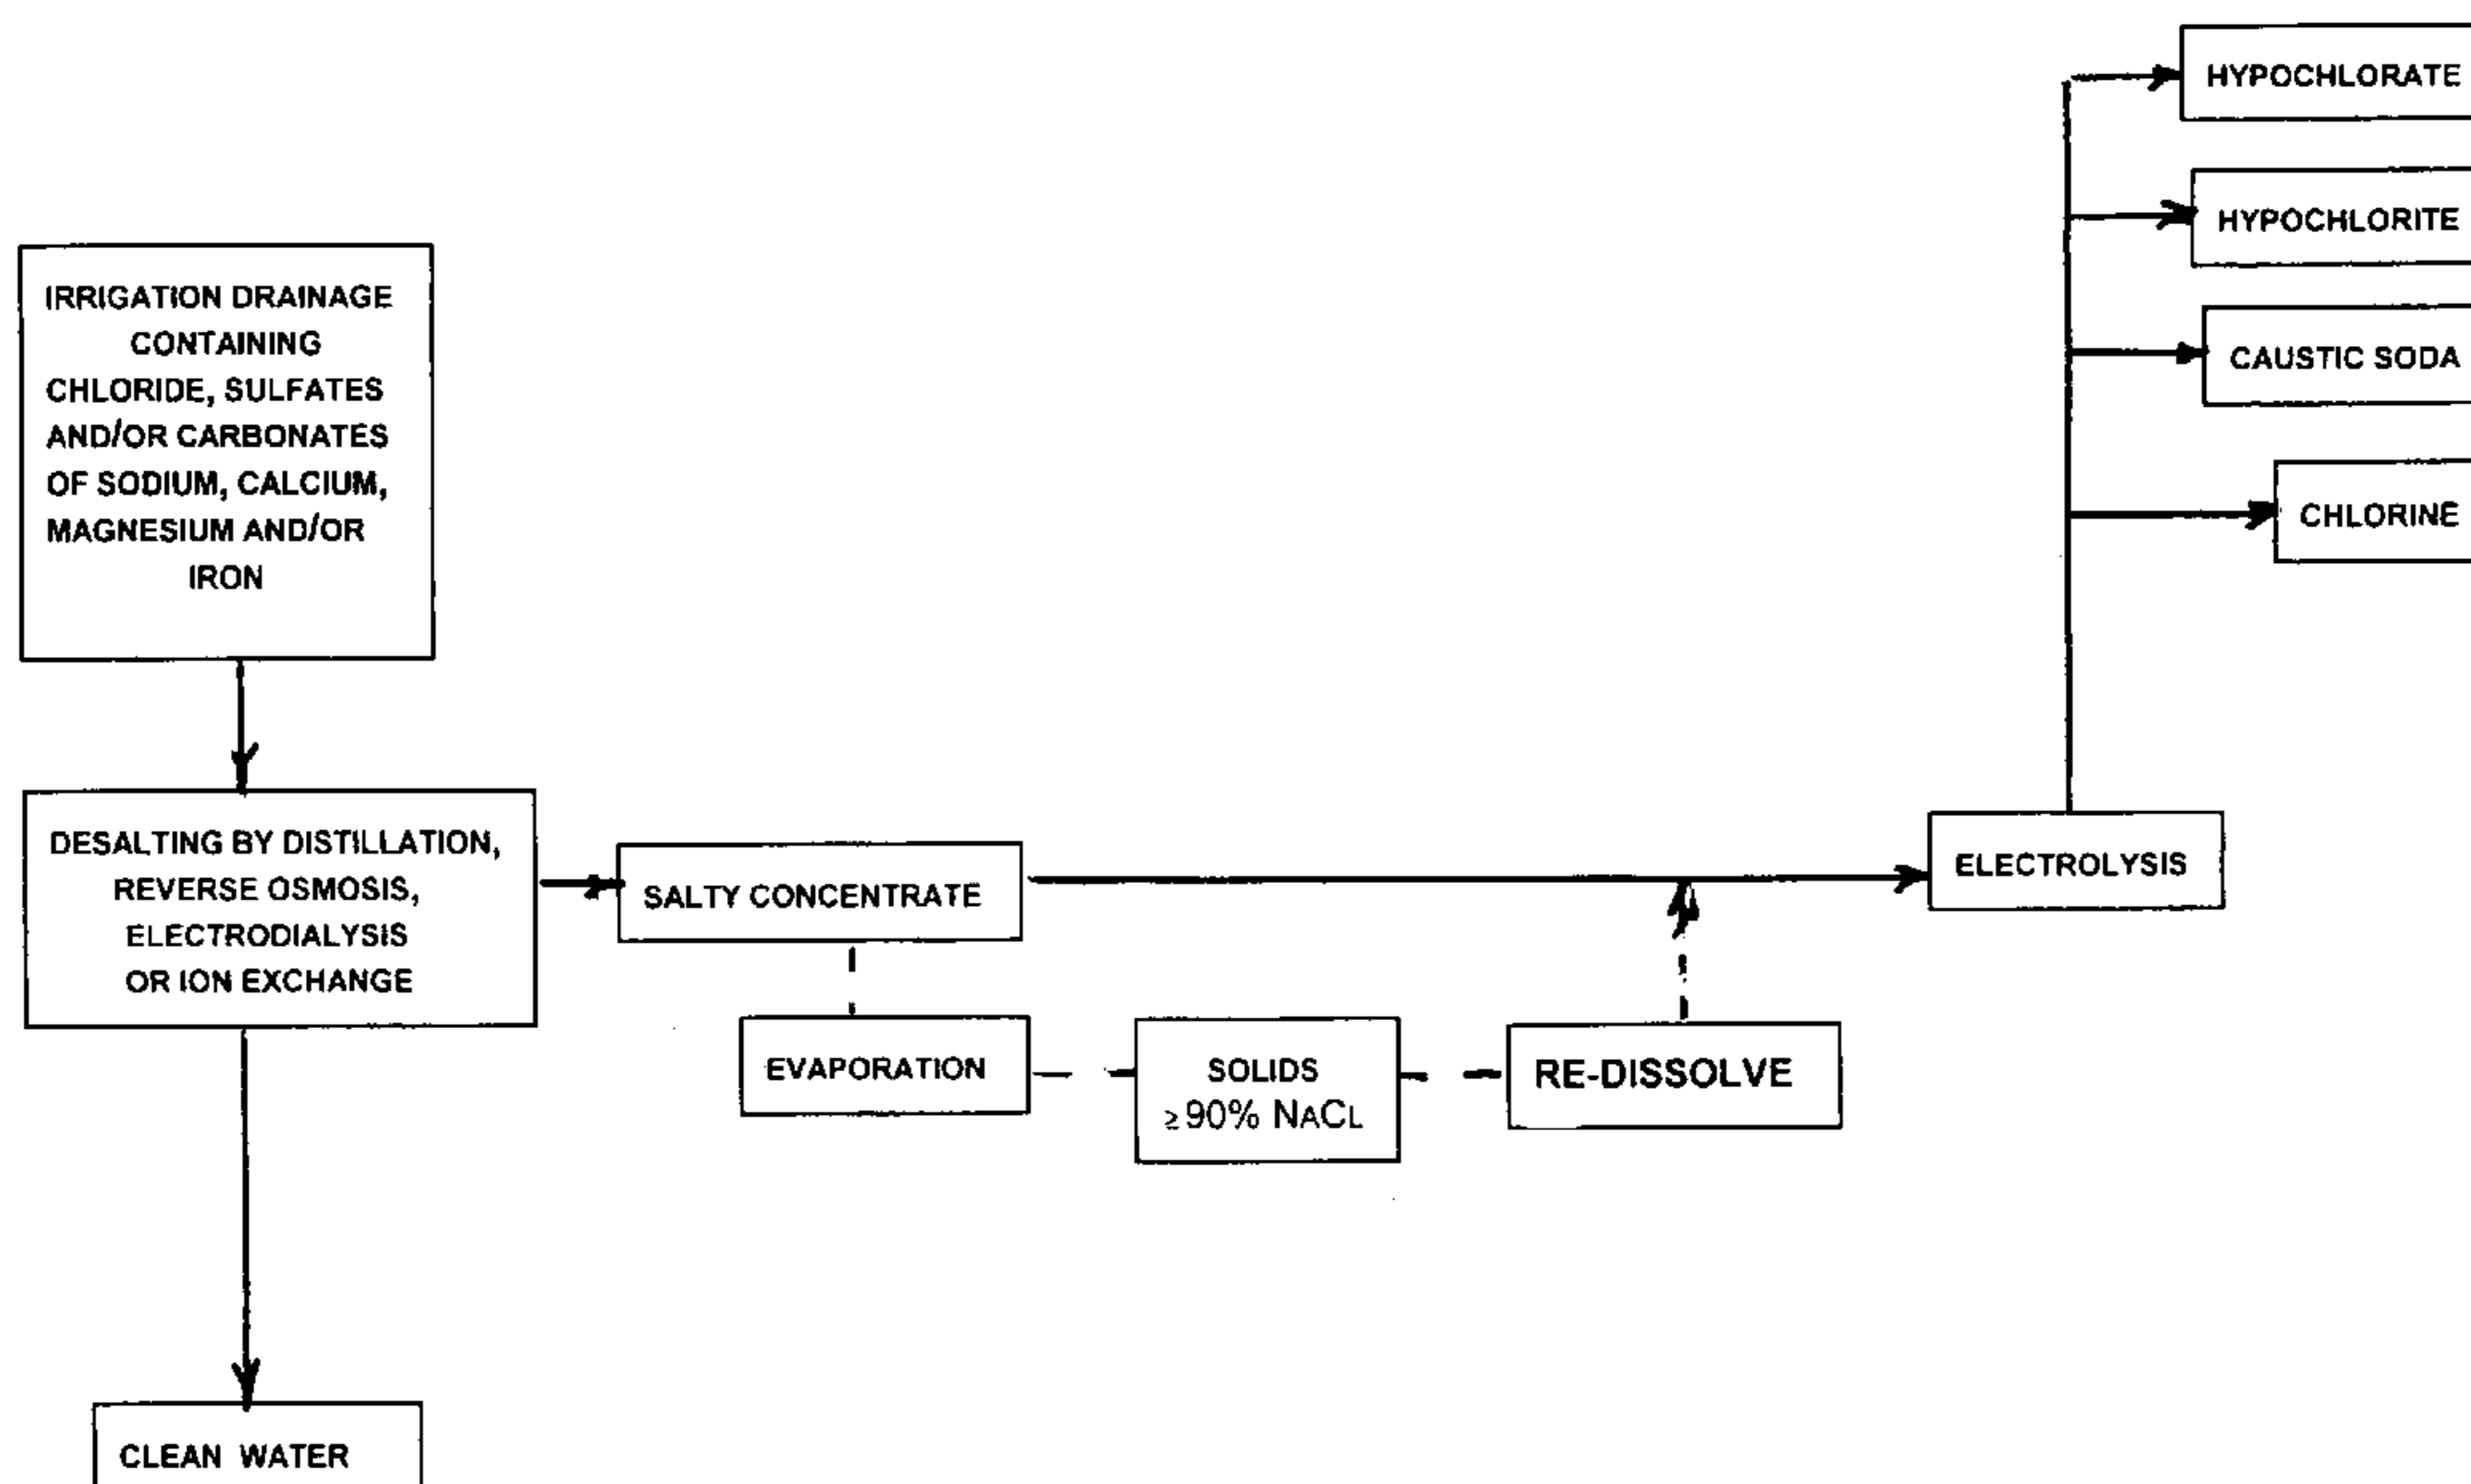 HYPOCHLORATE
HYPOCHLORITE
CAUSTIC SODA
CHLORINE
IRRIGATION DRAINAGE
CONTAINING
CHLORIDE, SULFATES
AND/OR CARBONATES
OF SODIUM, CALCIUM,
MAGNESIUM AND/OR
IRON
DESALTING BY DISTILLATION,
REVERSE OSMOSIS,
ELECTRODIALYSIS
OR ION EXCHANGE
SALTY CONCENTRATE
ELECTROLYSIS
EVAPORATION
SOLIDS
≥90% NACL
RE-DISSOLVE
CLEAN WATER